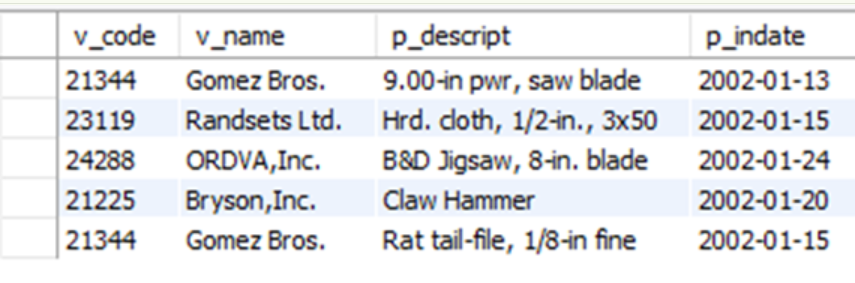 v_code v_name p_descript p_indate
21344 Gomez Bros. 9.00-in pwr, saw blade 2002-01-13
23119 Randsets Ltd. Hrd. cloth, 1/2-in., 3x50 2002-01-15
24288 ORDVA,Inc. B&D Jigsaw, 8-in. blade 2002-01-24
21225 Bryson,Inc. Claw Hammer 2002-01-20
21344 Gomez Bros. Rat tail-file, 1/8-in fine 2002-01-15